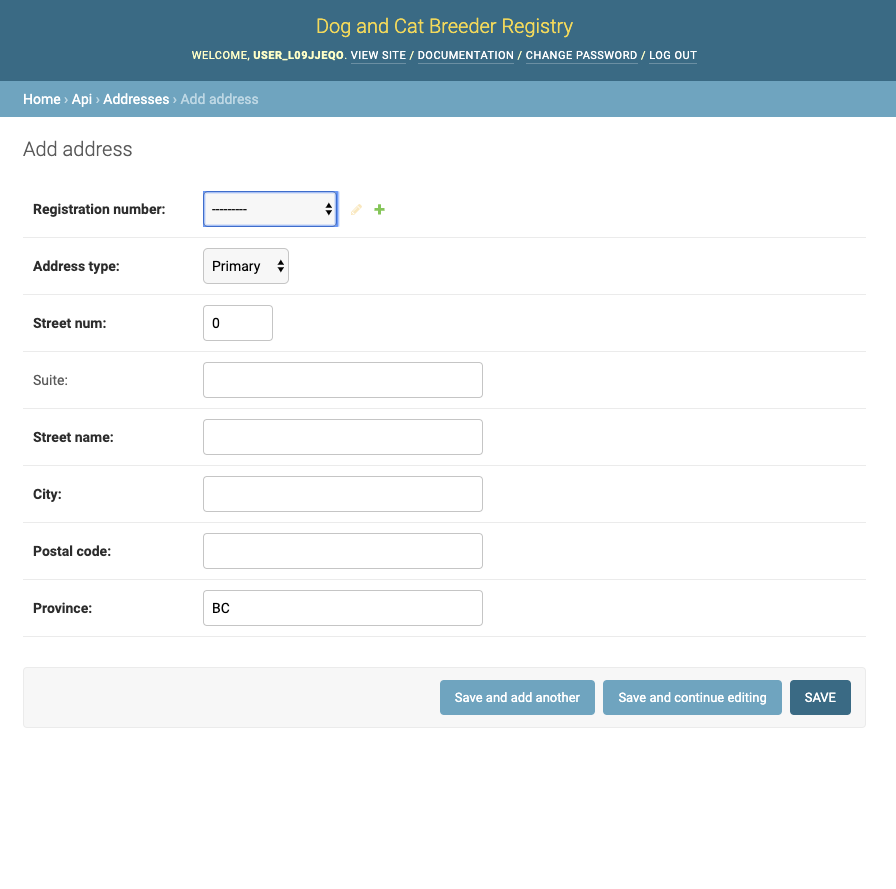 Dog and Cat Breeder Registry
WELCOME, USER_L09JJEQO. VIEW SITE / DOCUMENTATION / CHANGE PASSWORD / LOG OUT
Home › Api › Addresses › Add address
Add address
Registration number: ---------
Address type: Primary
Street num: 0
Suite:
Street name:
City:
Postal code:
Province: BC
Save and add another Save and continue editing SAVE